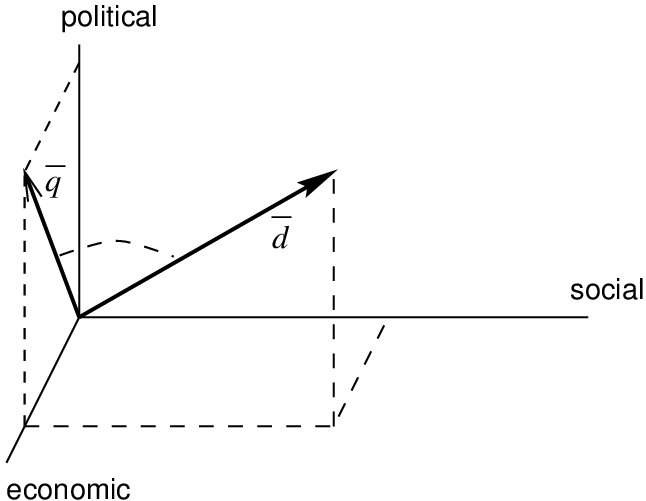 political
q̅
d̅
social
economic